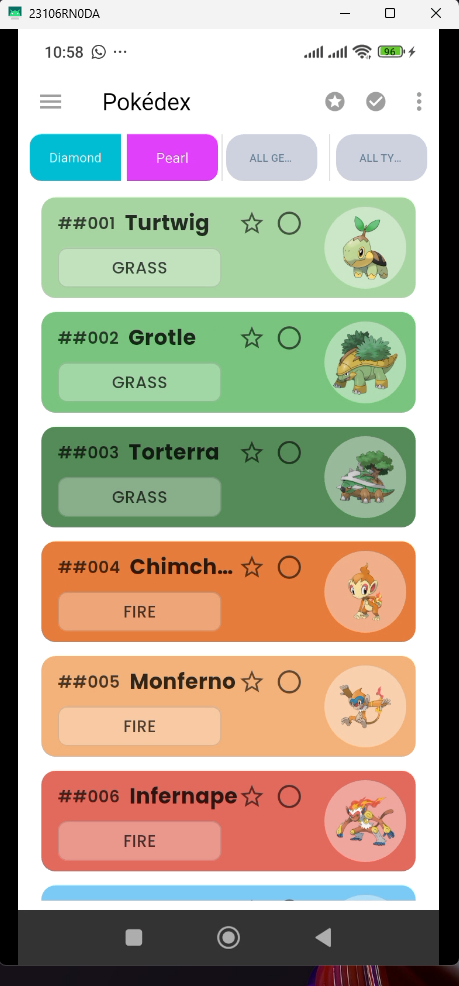 23106RN0DA
10:58 ... 96
Pokédex
Diamond Pearl ALL GE... ALL TY...
##001 Turtwig
GRASS
##002 Grotle
GRASS
##003 Torterra
GRASS
##004 Chimch...
FIRE
##005 Monferno
FIRE
##006 Infernape
FIRE